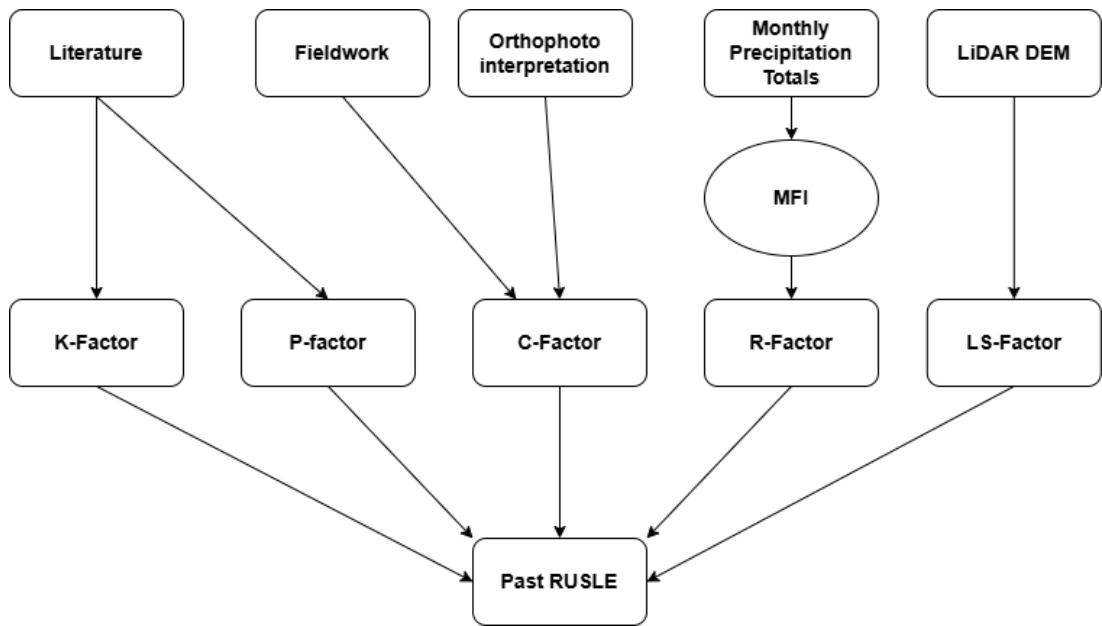 Literature
Fieldwork
Orthophoto
interpretation
Monthly
Precipitation
Totals
LiDAR DEM
MFI
K-Factor
P-factor
C-Factor
R-Factor
LS-Factor
Past RUSLE